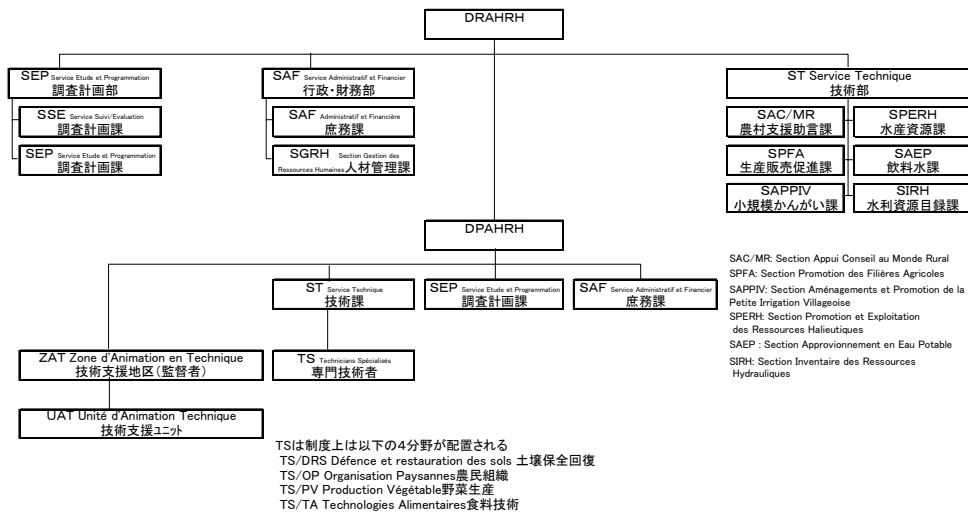 DRAHRH
SEP Service Etude et Programmation
調査計画部
SSE Service Suivi/Evaluation
調査計画課
SEP Service Etude et Programmation
調査計画課
SAF Service Administratif et Financier
行政・財務部
SAF Administratif et Financière
庶務課
SGRH Section Gestion des
Ressources Humaines人材管理課
ST Service Technique
技術部
SAC/MR
農村支援助言課
SPERH
水産資源課
SPFA
生産販売促進課
SAEP
飲料水課
SAPPIV
小規模かんがい課
SIRH
水利資源目録課
DPAHRH
ST Service Technique
技術課
SEP Service Etude et Programmation
調査計画課
SAF Service Administratif et Financier
庶務課
SAC/MR: Section Appui Conseil au Monde Rural
SPFA: Section Promotion des Filières Agricoles
SAPPIV: Section Aménagements et Promotion de la
Petite Irrigation Villageoise
SPERH: Section Promotion et Exploitation
des Ressources Halieutiques
SAEP : Section Approvionnement en Eau Potable
SIRH: Section Inventaire des Ressources
Hydrauliques
ZAT Zone d'Animation en Technique
技術支援地区(監督者)
TS Technicians Spécialisés
専門技術者
UAT Unité d'Animation Technique
技術支援ユニット
TSは制度上は以下の4分野が配置される
TS/DRS Défence et restauration des sols 土壌保全回復
TS/OP Organisation Paysannes農民組織
TS/PV Production Végétable野菜生産
TS/TA Technologies Alimentaires食料技術